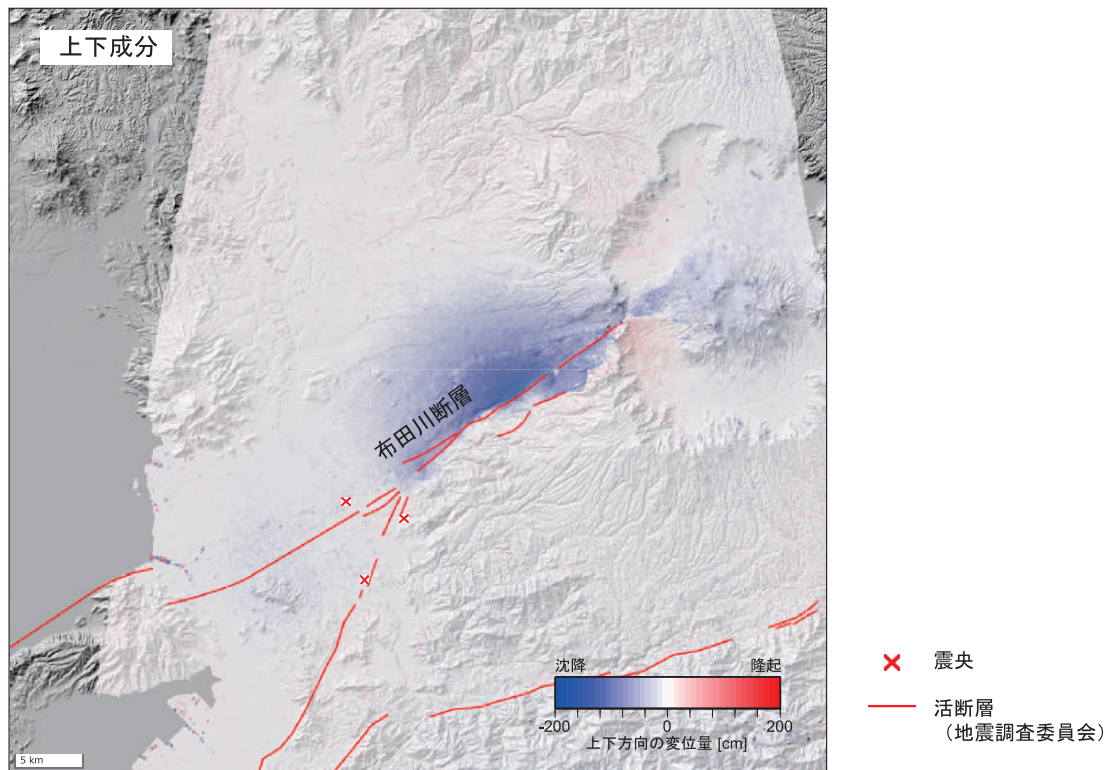 上下成分
布田川断層
沈降
隆起
-200
0
200
上下方向の変位量 [cm]
5 km
震央
活断層
（地震調査委員会）